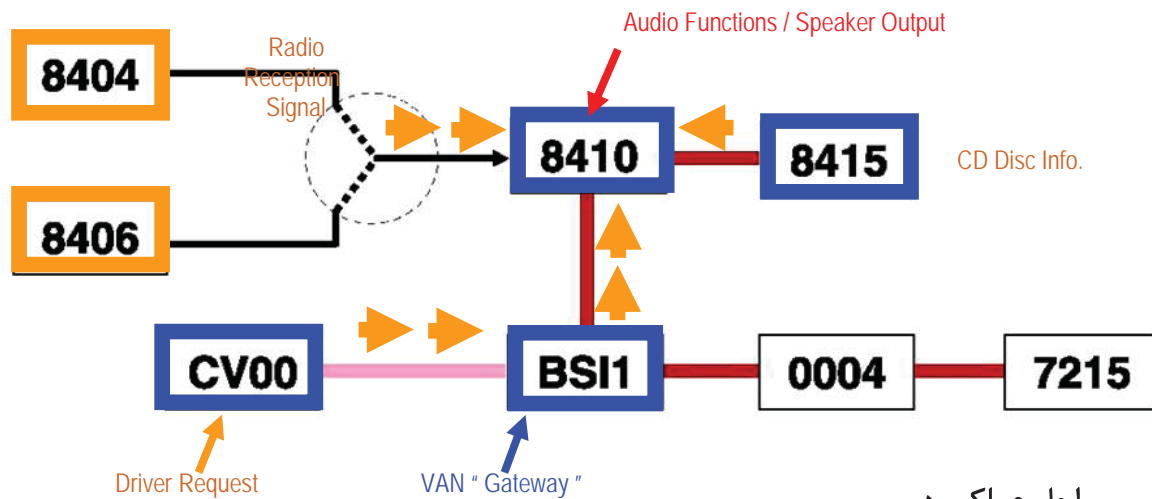 Audio Functions / Speaker Output
8404
Radio
Reception
Signal
8410
8415
CD Disc Info.
8406
CV00
BSI1
0004
7215
Driver Request
VAN “ Gateway ”